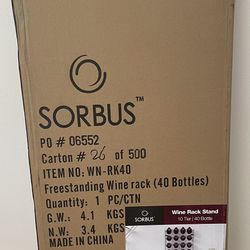 SORBUS™
PO # 06552
Carton # 26 of 500
ITEM NO: WN-RK40
Freestanding Wine rack (40 Bottles)
Quantity: 1 PC/CTN
G.W.: 4.1 KGS
N.W.: 3.4 KGS
MADE IN CHINA
SORBUS
Wine Rack Stand
10 Tier | 40 Bottle